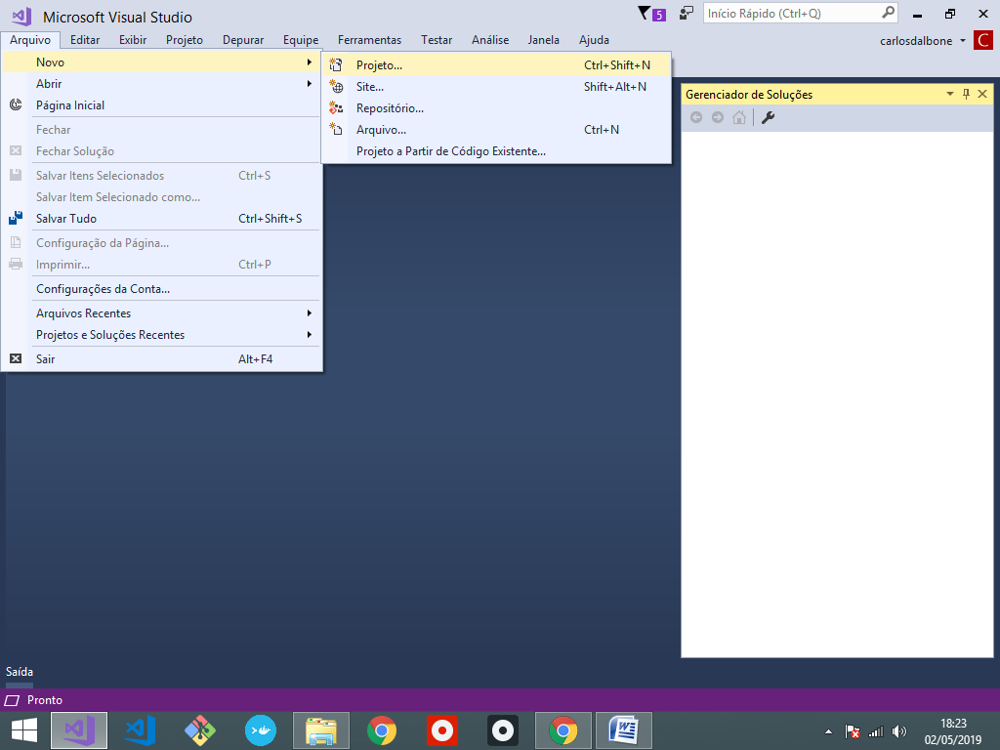 Microsoft Visual Studio
5
Início Rápido (Ctrl+Q)
Arquivo Editar Exibir Projeto Depurar Equipe Ferramentas Testar Análise Janela Ajuda
carlosdalbone
C
Novo
Abrir
Página Inicial
Fechar
Fechar Solução
Salvar Itens Selecionados Ctrl+S
Salvar Item Selecionado como...
Salvar Tudo Ctrl+Shift+S
Configuração da Página...
Imprimir... Ctrl+P
Configurações da Conta...
Arquivos Recentes
Projetos e Soluções Recentes
Sair Alt+F4
Projeto... Ctrl+Shift+N
Site... Shift+Alt+N
Repositório...
Arquivo... Ctrl+N
Projeto a Partir de Código Existente...
Gerenciador de Soluções
Saída
Pronto
W
18:23
02/05/2019